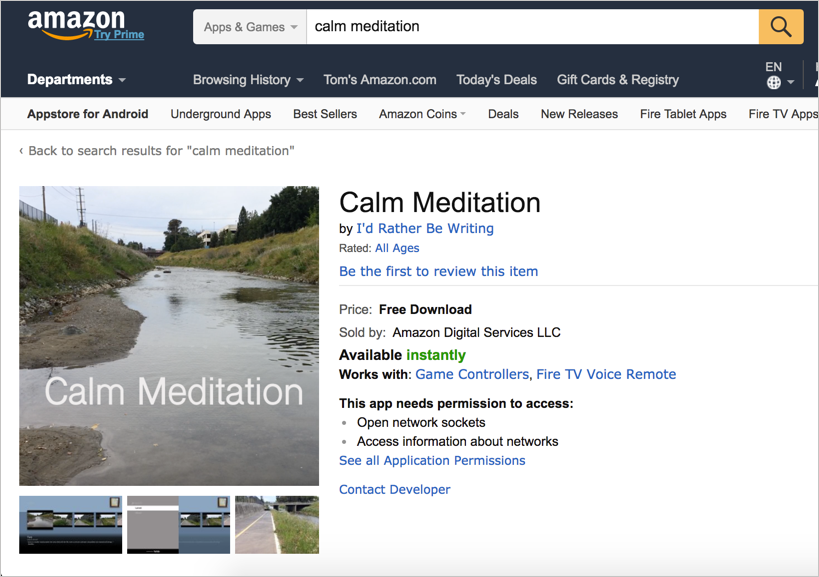 amazon
Try Prime
Apps & Games
calm meditation
EN
Departments
Browsing History
Tom's Amazon.com
Today's Deals
Gift Cards & Registry
Appstore for Android
Underground Apps
Best Sellers
Amazon Coins
Deals
New Releases
Fire Tablet Apps
Fire TV Apps
‹ Back to search results for "calm meditation"
Calm Meditation
Calm Meditation
by I'd Rather Be Writing
Rated: All Ages
Be the first to review this item
Price: Free Download
Sold by: Amazon Digital Services LLC
Available instantly
Works with: Game Controllers, Fire TV Voice Remote
This app needs permission to access:
• Open network sockets
• Access information about networks
See all Application Permissions
Contact Developer